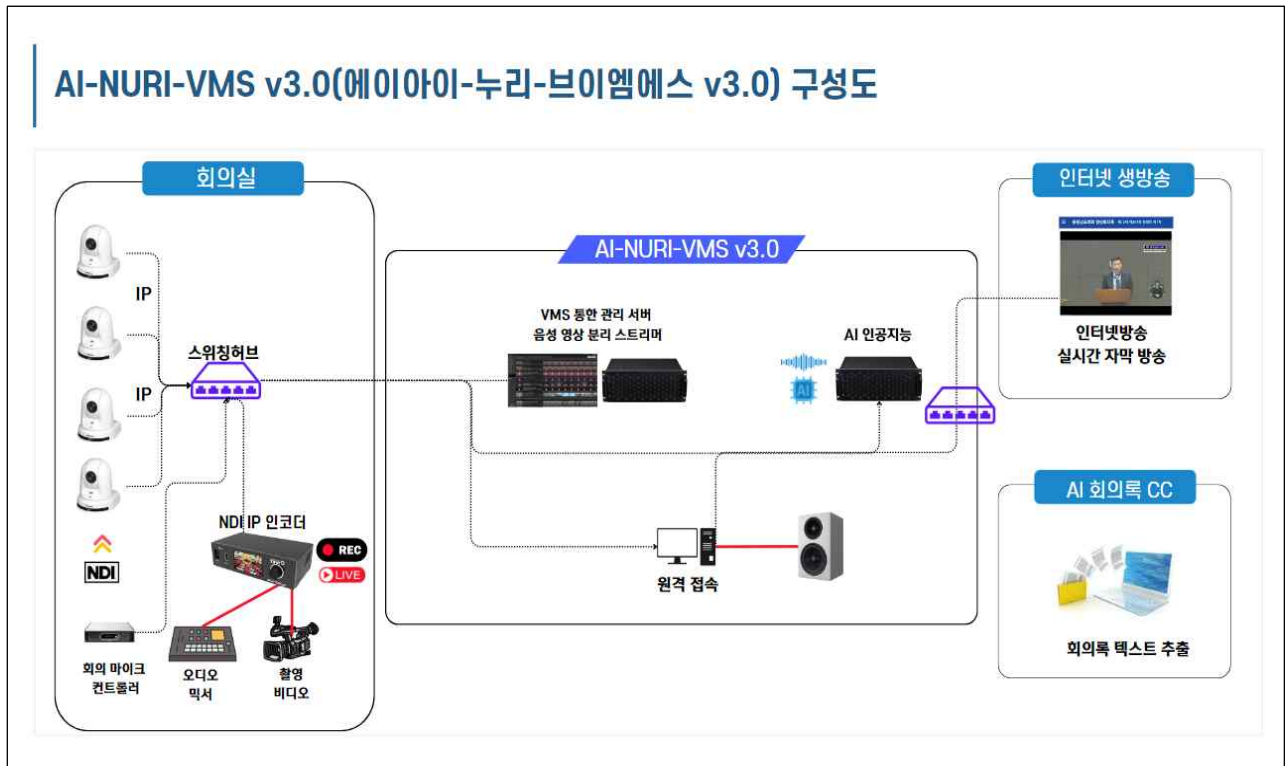 AI-NURI-VMS v3.0(에이아이-누리-브이엠에스 v3.0) 구성도
회의실
IP
IP
스위칭허브
NDI IP 인코더
REC
LIVE
NDI
회의 마이크
컨트롤러
오디오
믹서
촬영
비디오
AI-NURI-VMS v3.0
VMS 통한 관리 서버
음성 영상 분리 스트리머
AI 인공지능
AI
원격 접속
인터넷 생방송
인터넷방송
실시간 자막 방송
AI 회의록 CC
회의록 텍스트 추출